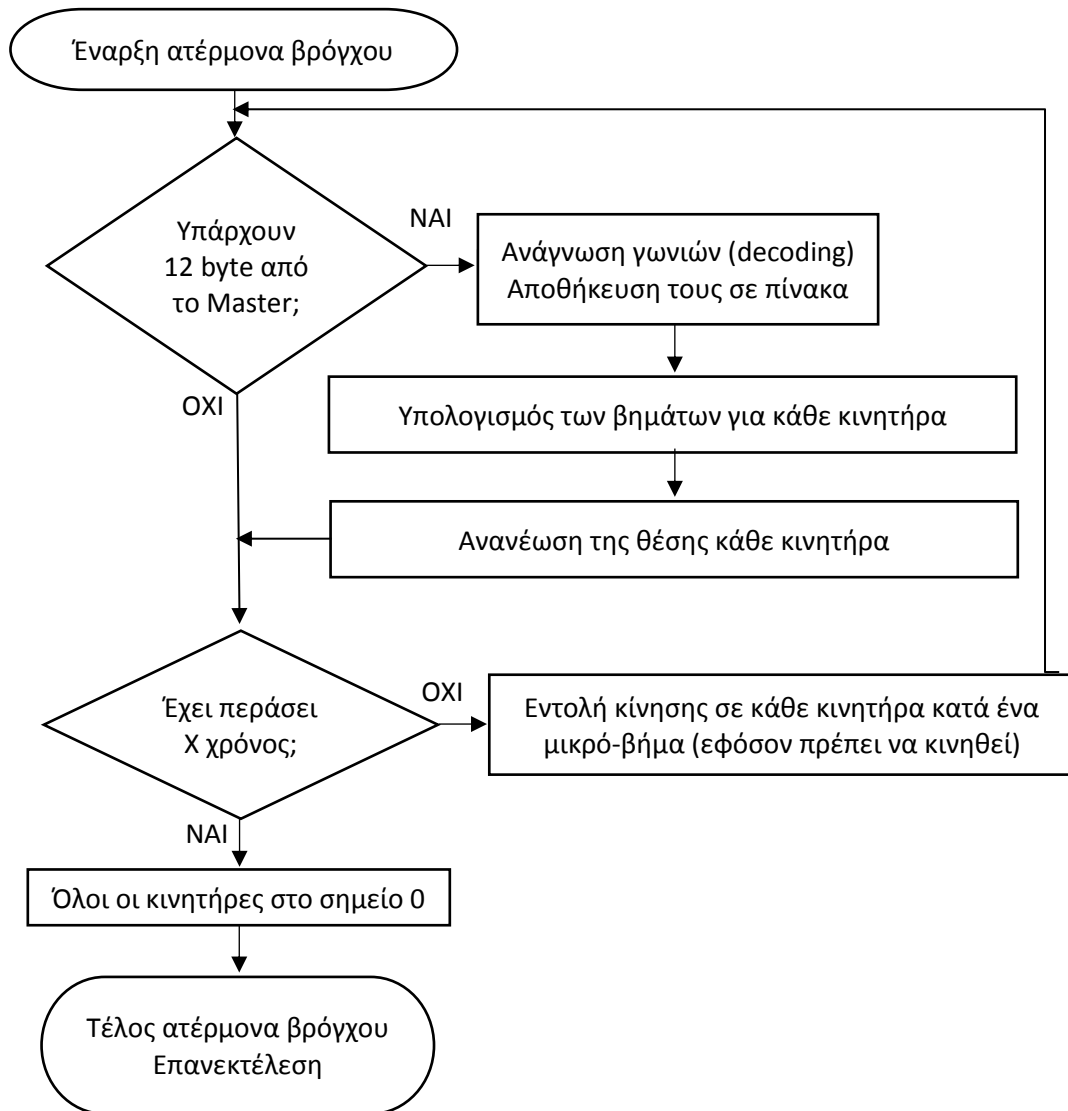 Έναρξη ατέρμονα βρόγχου
Υπάρχουν
12 byte από
το Master;
ΝΑΙ
Ανάγνωση γωνιών (decoding)
Αποθήκευση τους σε πίνακα
ΟΧΙ
Υπολογισμός των βημάτων για κάθε κινητήρα
Ανανέωση της θέσης κάθε κινητήρα
Έχει περάσει
Χ χρόνος;
ΟΧΙ
Εντολή κίνησης σε κάθε κινητήρα κατά ένα
μικρό-βήμα (εφόσον πρέπει να κινηθεί)
ΝΑΙ
Όλοι οι κινητήρες στο σημείο 0
Τέλος ατέρμονα βρόγχου
Επανεκτέλεση